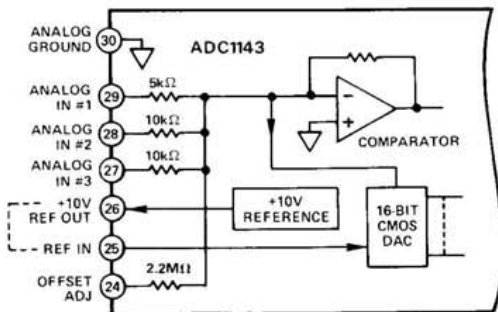 ANALOG
GROUND
30
ADC1143
ANALOG
IN #1
29
5kΩ
ANALOG
IN #2
28
10kΩ
ANALOG
IN #3
27
10kΩ
+10V
REF OUT
26
+10V
REFERENCE
REF IN
25
OFFSET
ADJ
24
2.2MΩ
−
+
COMPARATOR
16-BIT
CMOS
DAC